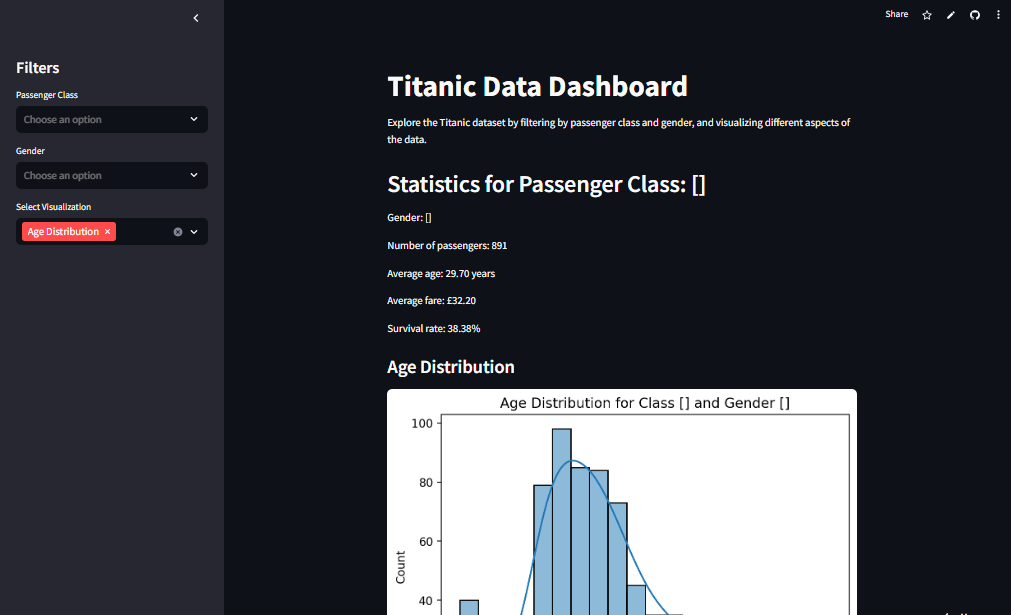 Share
Filters
Passenger Class
Choose an option
Gender
Choose an option
Select Visualization
Age Distribution ×
Titanic Data Dashboard
Explore the Titanic dataset by filtering by passenger class and gender, and visualizing different aspects of
the data.
Statistics for Passenger Class: []
Gender: []
Number of passengers: 891
Average age: 29.70 years
Average fare: £32.20
Survival rate: 38.38%
Age Distribution
Age Distribution for Class [] and Gender []
100
80
60
Count
40